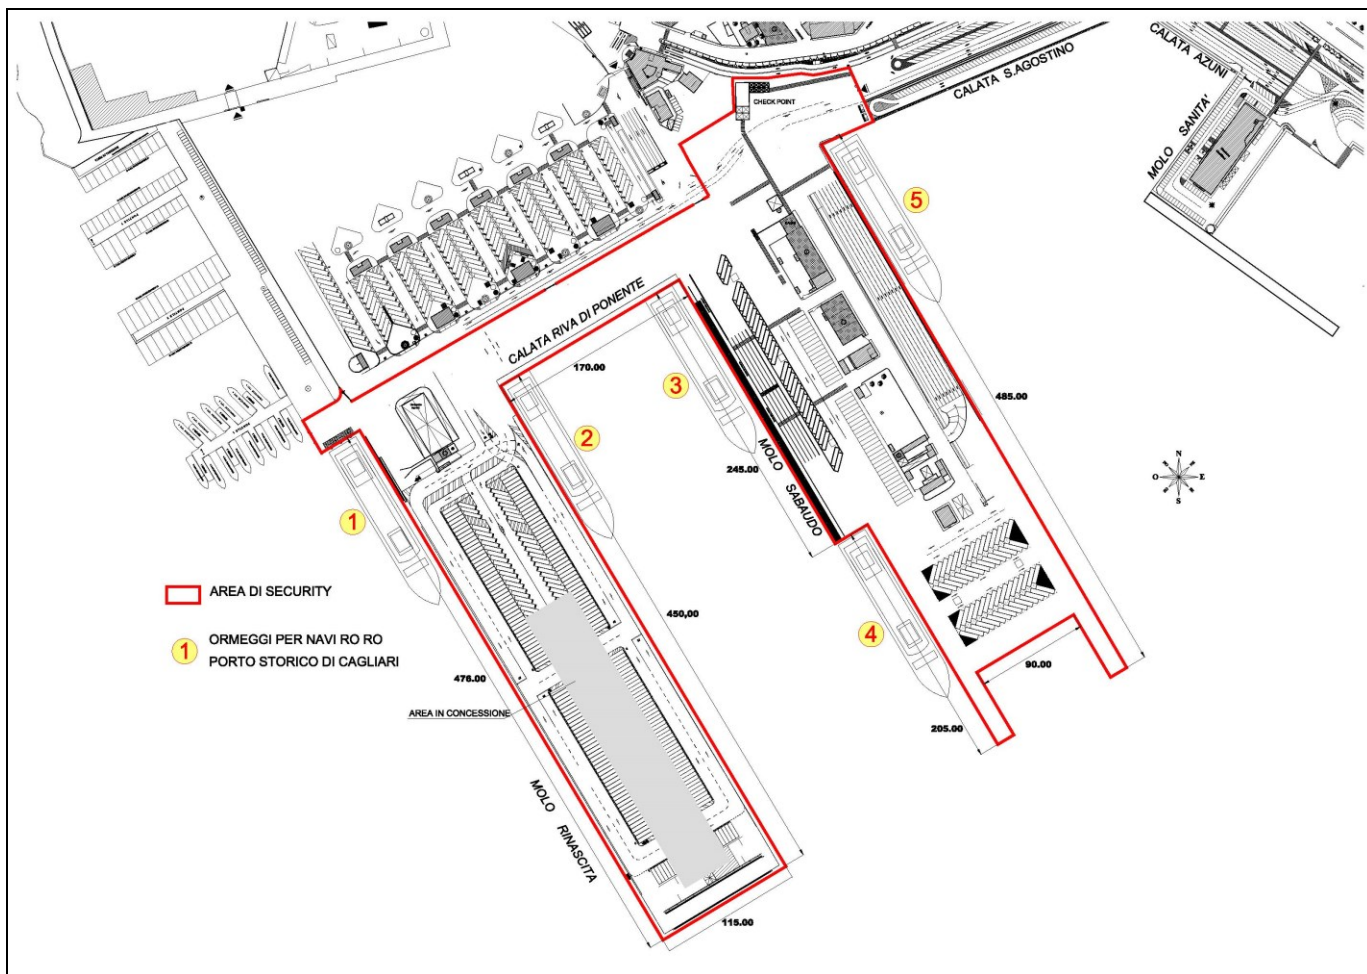 CHECK POINT
CALATA S.AGOSTINO
CALATA AZUNI
MOLO SANITA'
5
CALATA RIVA DI PONENTE
170.00
3
2
485.00
245.00
MOLO SABAUDO
N
O E
S
1
AREA DI SECURITY
1
ORMEGGI PER NAVI RO RO
PORTO STORICO DI CAGLIARI
450,00
4
90.00
476.00
205.00
AREA IN CONCESSIONE
MOLO RINASCITA
115.00